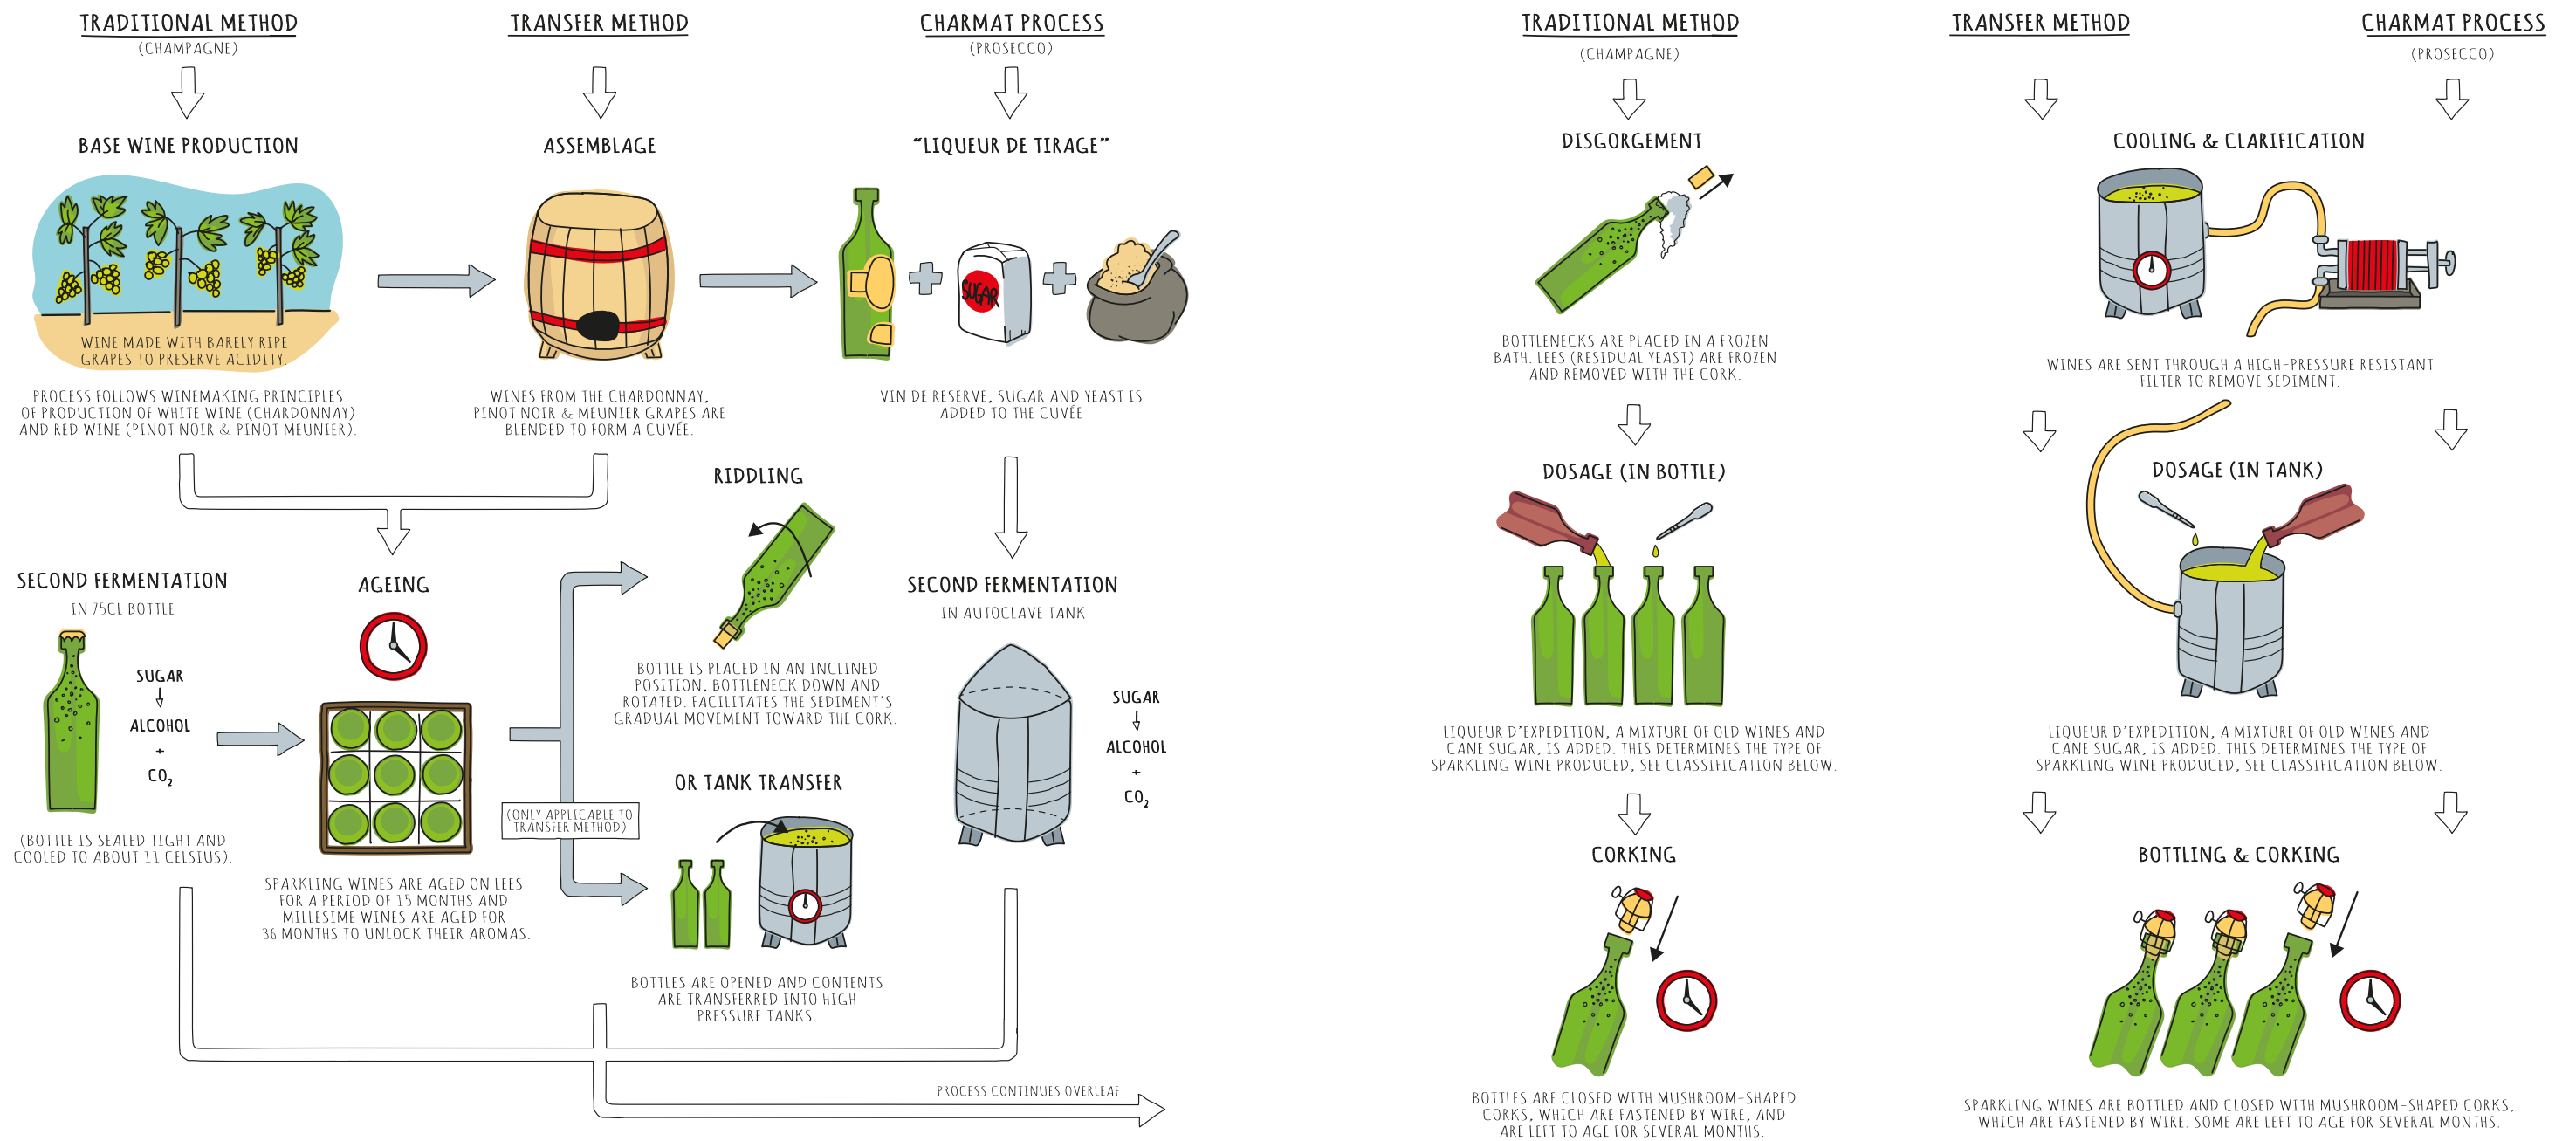 TRADITIONAL METHOD
(CHAMPAGNE)
TRANSFER METHOD
CHARMAT PROCESS
(PROSECCO)
BASE WINE PRODUCTION
WINE MADE WITH BARELY RIPE
GRAPES TO PRESERVE ACIDITY.
PROCESS FOLLOWS WINEMAKING PRINCIPLES
OF PRODUCTION OF WHITE WINE (CHARDONNAY)
AND RED WINE (PINOT NOIR & PINOT MEUNIER).
ASSEMBLAGE
WINES FROM THE CHARDONNAY,
PINOT NOIR & MEUNIER GRAPES ARE
BLENDED TO FORM A CUVÉE.
“LIQUEUR DE TIRAGE”
SUGAR
VIN DE RESERVE, SUGAR AND YEAST IS
ADDED TO THE CUVÉE
SECOND FERMENTATION
IN 75CL BOTTLE
SUGAR
ALCOHOL
+
CO₂
(BOTTLE IS SEALED TIGHT AND
COOLED TO ABOUT 11 CELSIUS).
AGEING
SPARKLING WINES ARE AGED ON LEES
FOR A PERIOD OF 15 MONTHS AND
MILLESIME WINES ARE AGED FOR
36 MONTHS TO UNLOCK THEIR AROMAS.
RIDDLING
BOTTLE IS PLACED IN AN INCLINED
POSITION, BOTTLENECK DOWN AND
ROTATED. FACILITATES THE SEDIMENT'S
GRADUAL MOVEMENT TOWARD THE CORK.
(ONLY APPLICABLE TO
TRANSFER METHOD)
OR TANK TRANSFER
BOTTLES ARE OPENED AND CONTENTS
ARE TRANSFERRED INTO HIGH
PRESSURE TANKS.
SECOND FERMENTATION
IN AUTOCLAVE TANK
SUGAR
ALCOHOL
+
CO₂
PROCESS CONTINUES OVERLEAF
TRADITIONAL METHOD
(CHAMPAGNE)
TRANSFER METHOD
CHARMAT PROCESS
(PROSECCO)
DISGORGEMENT
BOTTLENECKS ARE PLACED IN A FROZEN
BATH. LEES (RESIDUAL YEAST) ARE FROZEN
AND REMOVED WITH THE CORK.
COOLING & CLARIFICATION
WINES ARE SENT THROUGH A HIGH-PRESSURE RESISTANT
FILTER TO REMOVE SEDIMENT.
DOSAGE (IN BOTTLE)
LIQUEUR D'EXPEDITION, A MIXTURE OF OLD WINES AND
CANE SUGAR, IS ADDED. THIS DETERMINES THE TYPE OF
SPARKLING WINE PRODUCED, SEE CLASSIFICATION BELOW.
DOSAGE (IN TANK)
LIQUEUR D'EXPEDITION, A MIXTURE OF OLD WINES AND
CANE SUGAR, IS ADDED. THIS DETERMINES THE TYPE OF
SPARKLING WINE PRODUCED, SEE CLASSIFICATION BELOW.
CORKING
BOTTLES ARE CLOSED WITH MUSHROOM-SHAPED
CORKS, WHICH ARE FASTENED BY WIRE, AND
ARE LEFT TO AGE FOR SEVERAL MONTHS.
BOTTLING & CORKING
SPARKLING WINES ARE BOTTLED AND CLOSED WITH MUSHROOM-SHAPED CORKS,
WHICH ARE FASTENED BY WIRE. SOME ARE LEFT TO AGE FOR SEVERAL MONTHS.